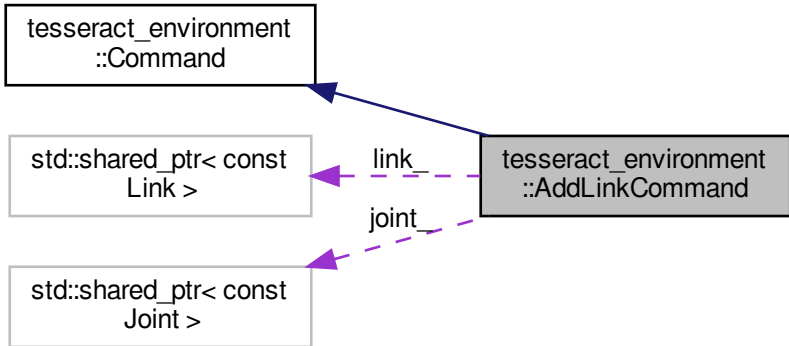 tesseract_environment
::Command
std::shared_ptr< const
Link >
link_
tesseract_environment
::AddLinkCommand
joint_
std::shared_ptr< const
Joint >